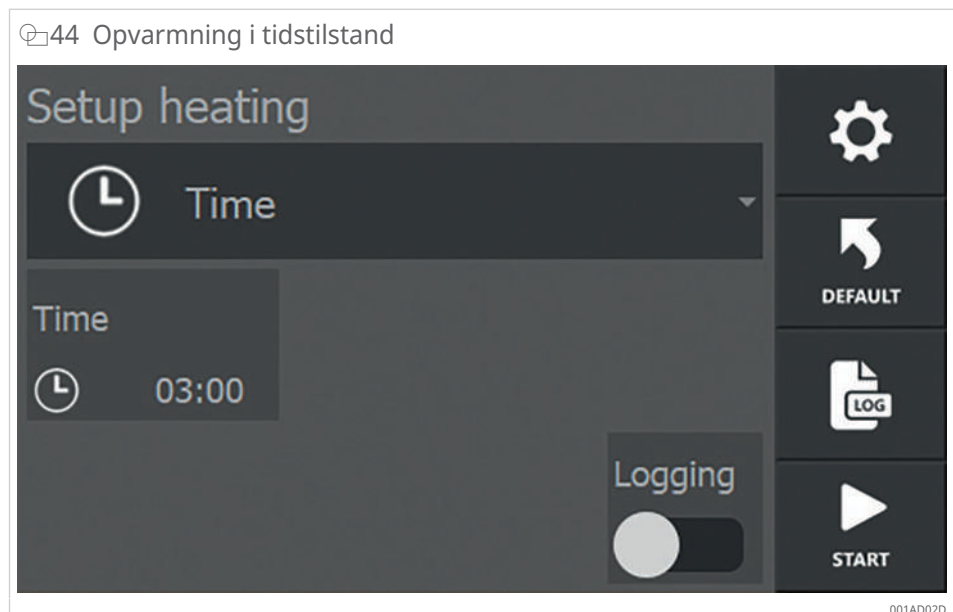 44 Opvarmning i tidstilstand
Setup heating
Time
Time
03:00
Logging
DEFAULT
LOG
START
001AD02D